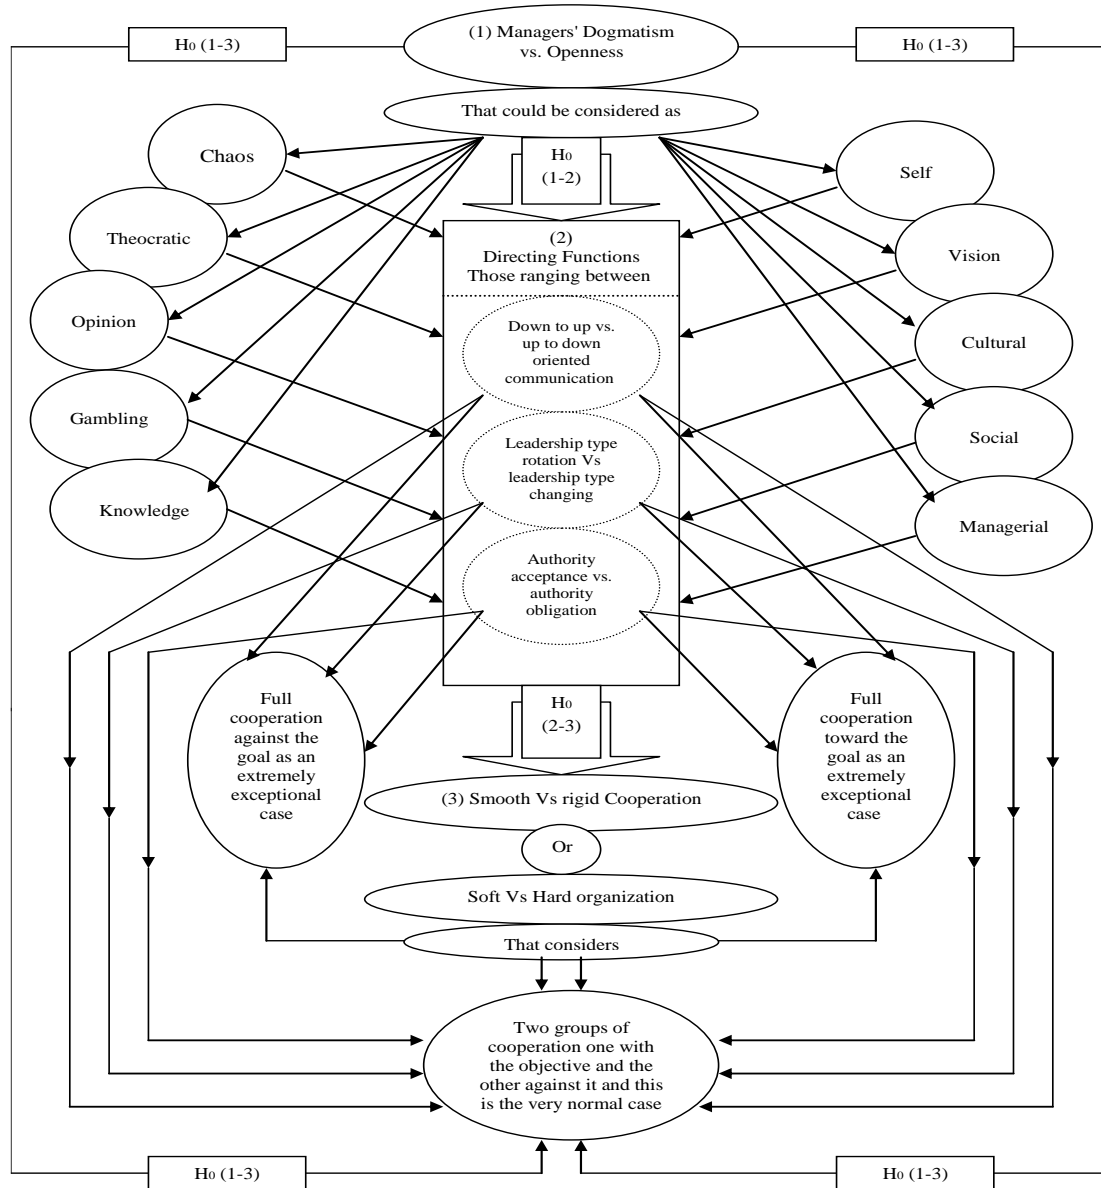 (1) Managers' Dogmatism
vs. Openness
H0 (1-3)
H0 (1-3)
That could be considered as
H0
(1-2)
Chaos
Theocratic
Opinion
Gambling
Knowledge
Self
Vision
Cultural
Social
Managerial
(2)
Directing Functions
Those ranging between
Down to up vs.
up to down
oriented
communication
Leadership type
rotation Vs
leadership type
changing
Authority
acceptance vs.
authority
obligation
Full
cooperation
against the
goal as an
extremely
exceptional
case
H0
(2-3)
Full
cooperation
toward the
goal as an
extremely
exceptional
case
(3) Smooth Vs rigid Cooperation
Or
Soft Vs Hard organization
That considers
Two groups of
cooperation one with
the objective and the
other against it and this
is the very normal case
H0 (1-3)
H0 (1-3)